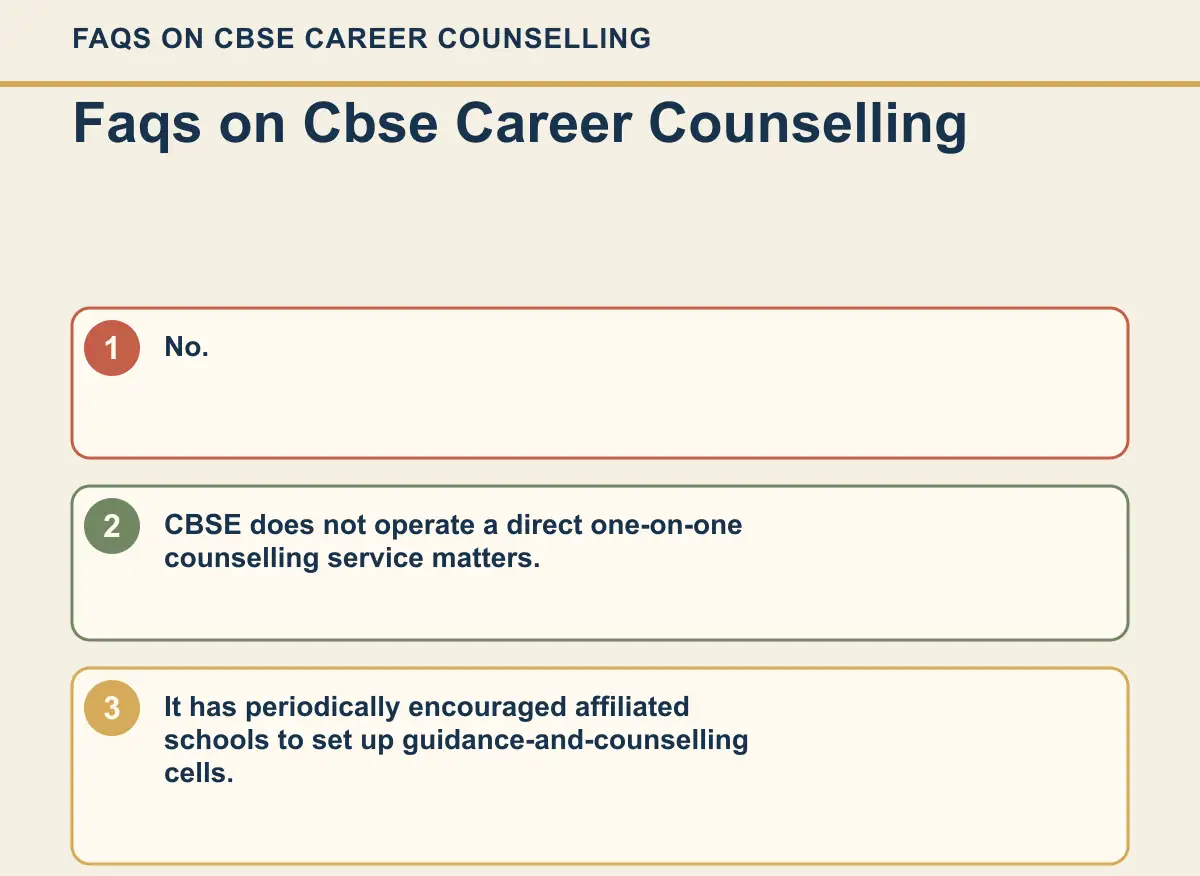 FAQS ON CBSE CAREER COUNSELLING
Faqs on Cbse Career Counselling
1
No.
2
CBSE does not operate a direct one-on-one
counselling service matters.
3
It has periodically encouraged affiliated
schools to set up guidance-and-counselling
cells.